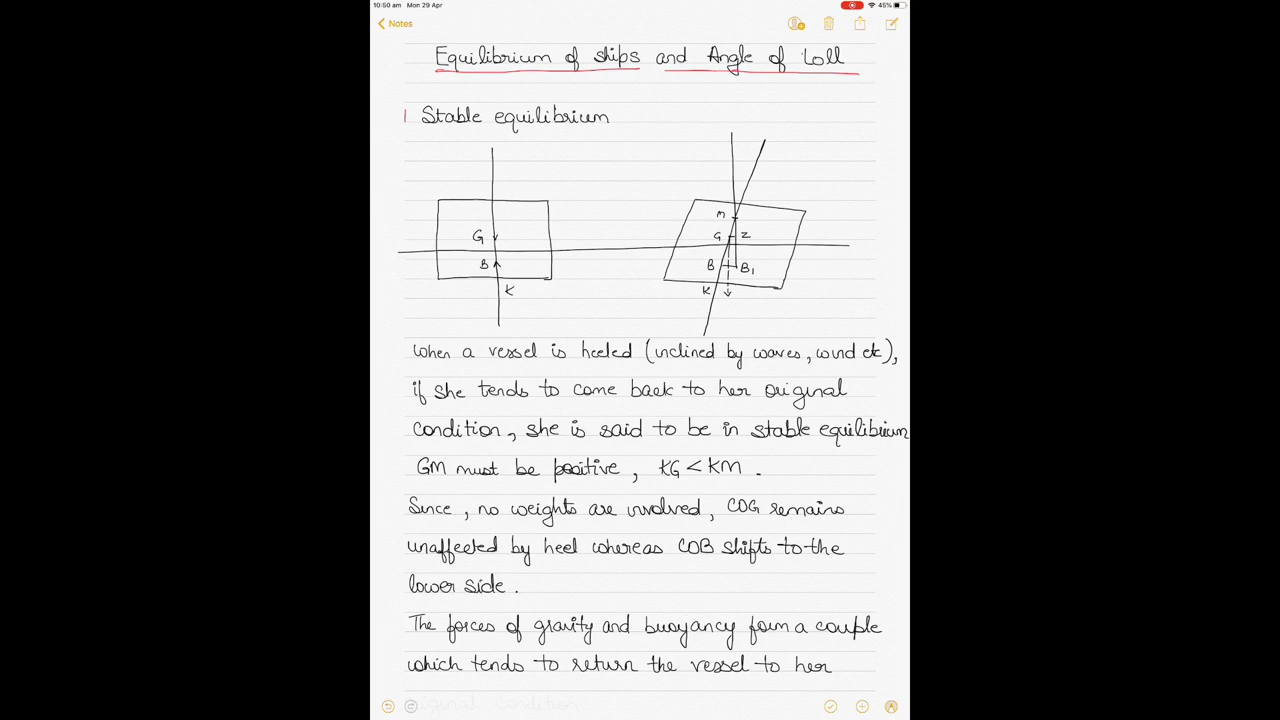 10:50 am Mon 29 Apr
45%
Notes
Equilibrium of ships and Angle of Loll
1 Stable equilibrium
G
B
K
M
G Z
B B1
K
When a vessel is heeled (inclined by waves, wind etc),
if she tends to come back to her original
condition, she is said to be in stable equilibrium
GM must be positive, KG < KM.
Since, no weights are involved, COG remains
unaffected by heel whereas COB shifts to the
lower side.
The forces of gravity and buoyancy form a couple
which tends to return the vessel to her
original condition